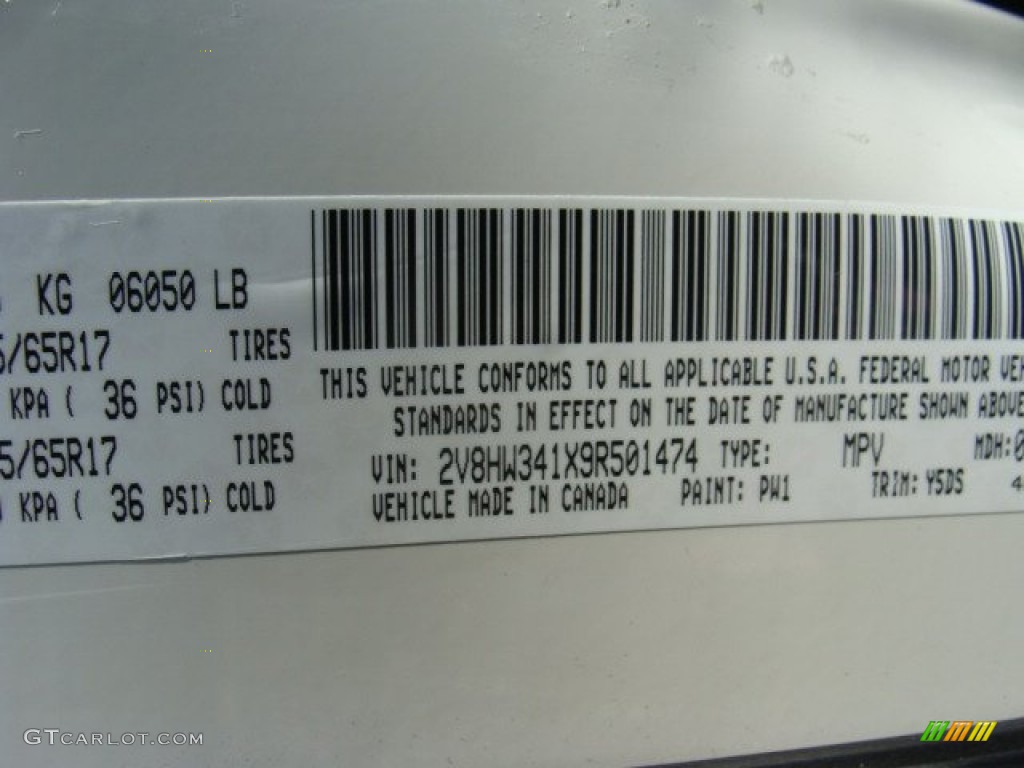 KG 06050 LB
5/65R17 TIRES
KPA ( 36 PSI) COLD
5/65R17 TIRES
KPA ( 36 PSI) COLD
THIS VEHICLE CONFORMS TO ALL APPLICABLE U.S.A. FEDERAL MOTOR VEH
STANDARDS IN EFFECT ON THE DATE OF MANUFACTURE SHOWN ABOVE
VIN: 2V8HW341X9R501474 TYPE: MPV MDH:0
VEHICLE MADE IN CANADA PAINT: PW1 TRIM: Y5DS 4
GTCARLOT.COM